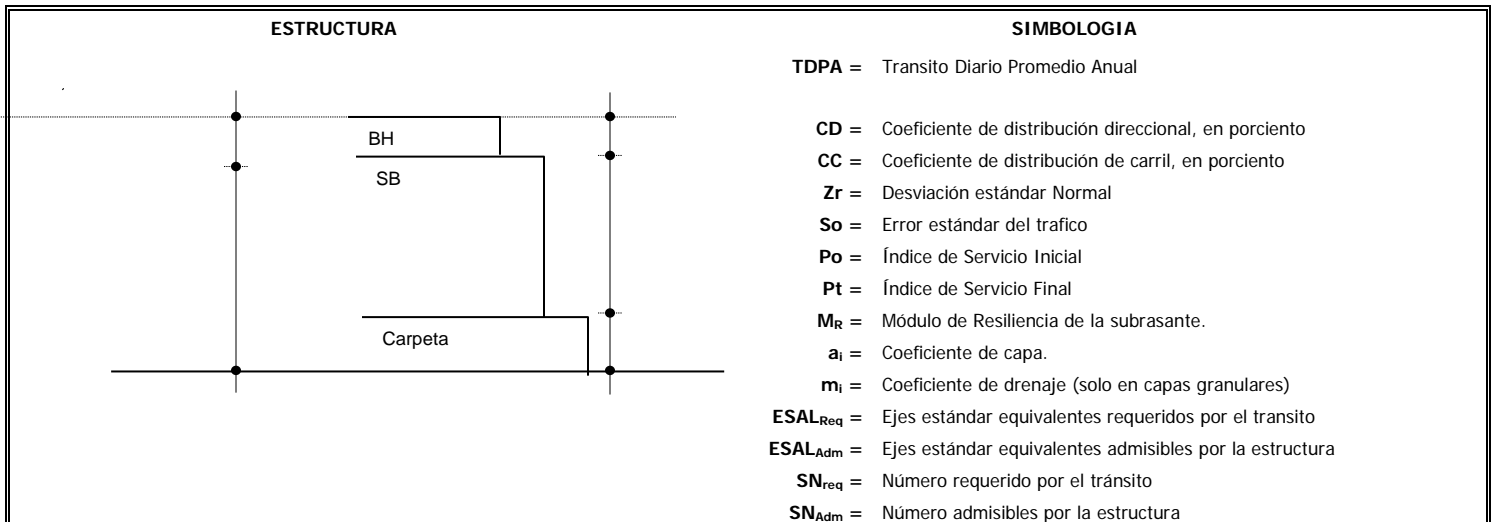 ESTRUCTURA
BH
SB
Carpeta
SIMBOLOGIA
TDPA = Transito Diario Promedio Anual
CD = Coeficiente de distribución direccional, en porciento
CC = Coeficiente de distribución de carril, en porciento
Zr = Desviación estándar Normal
So = Error estándar del trafico
Po = Índice de Servicio Inicial
Pt = Índice de Servicio Final
MR = Módulo de Resiliencia de la subrasante.
ai = Coeficiente de capa.
mi = Coeficiente de drenaje (solo en capas granulares)
ESALReq = Ejes estándar equivalentes requeridos por el transito
ESALAdm = Ejes estándar equivalentes admisibles por la estructura
SNreq = Número requerido por el tránsito
SNAdm = Número admisibles por la estructura